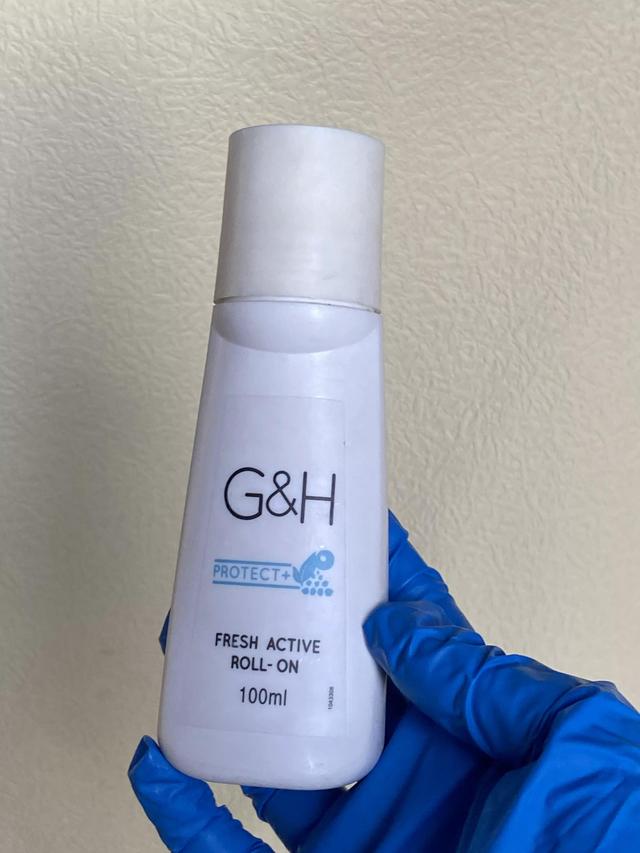 G&H
PROTECT+
FRESH ACTIVE
ROLL-ON
100ml